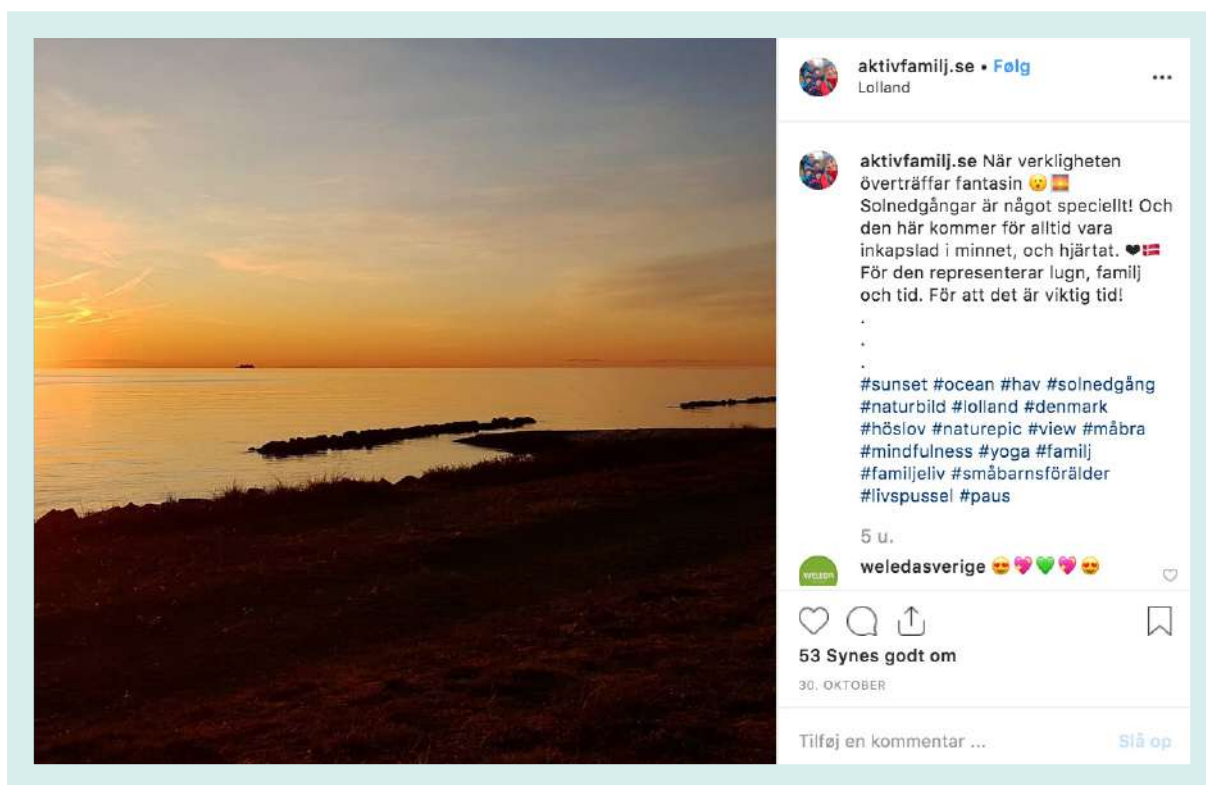 aktivfamilj.se • Følg
Lolland
aktivfamilj.se När verkligheten
överträffar fantasin 😮🌅
Solnedgångar är något speciellt! Och
den här kommer för alltid vara
inkapslad i minnet, och hjärtat. ❤🇩🇰
För den representerar lugn, familj
och tid. För att det är viktig tid!
.
.
.
#sunset #ocean #hav #solnedgång
#naturbild #lolland #denmark
#höslov #naturepic #view #måbra
#mindfulness #yoga #familj
#familjeliv #småbarnsförälder
#livspussel #paus
5 u.
WELEDA
weledasverige 😍💖💚💖😍
53 Synes godt om
30. OKTOBER
Tilføj en kommentar ...
Slå op